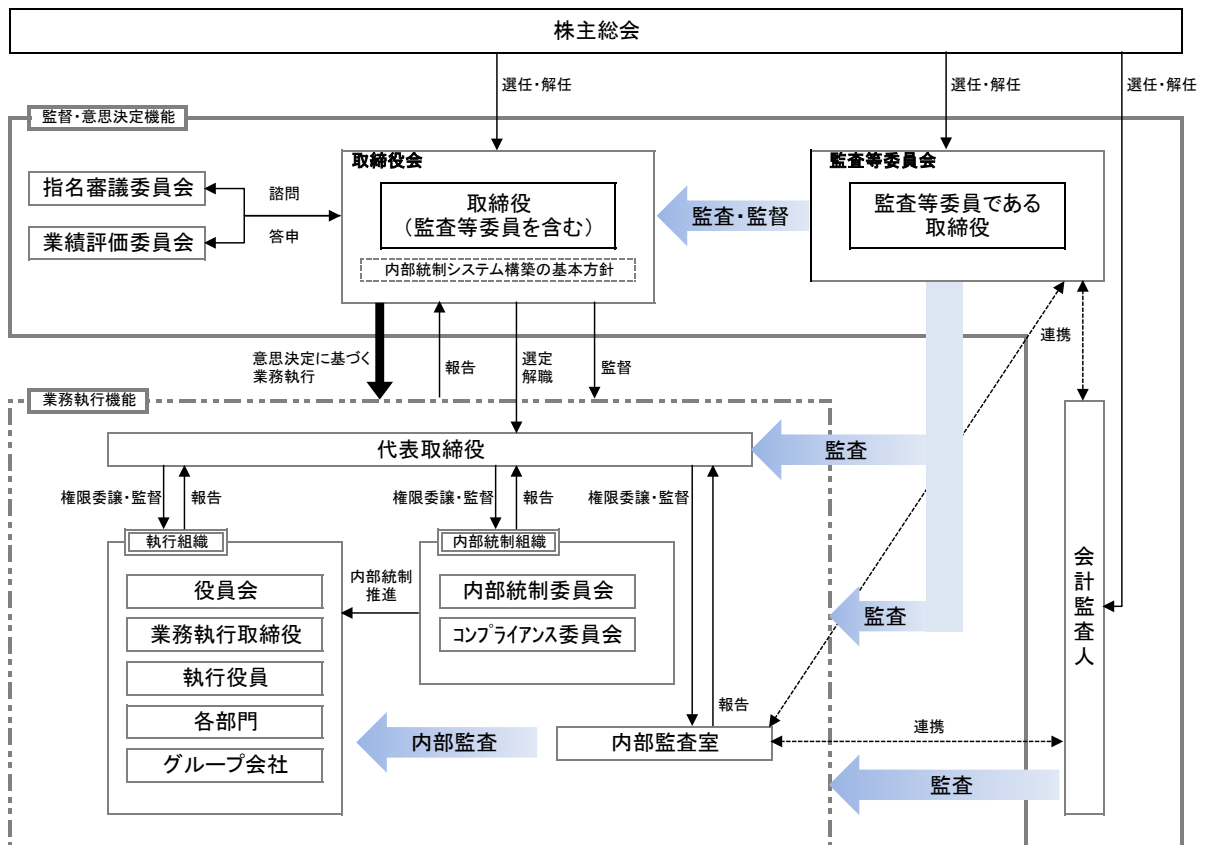 株主総会
選任・解任
選任・解任
選任・解任
監督・意思決定機能
取締役会
監査等委員会
指名審議委員会
業績評価委員会
諮問
答申
取締役
（監査等委員を含む）
内部統制システム構築の基本方針
監査・監督
監査等委員である
取締役
意思決定に基づく
業務執行
報告
選定
解職
監督
連携
業務執行機能
代表取締役
監査
権限委譲・監督
報告
権限委譲・監督
報告
権限委譲・監督
執行組織
内部統制組織
役員会
業務執行取締役
執行役員
各部門
グループ会社
内部統制
推進
内部統制委員会
コンプライアンス委員会
監査
会計監査人
報告
内部監査
内部監査室
連携
監査